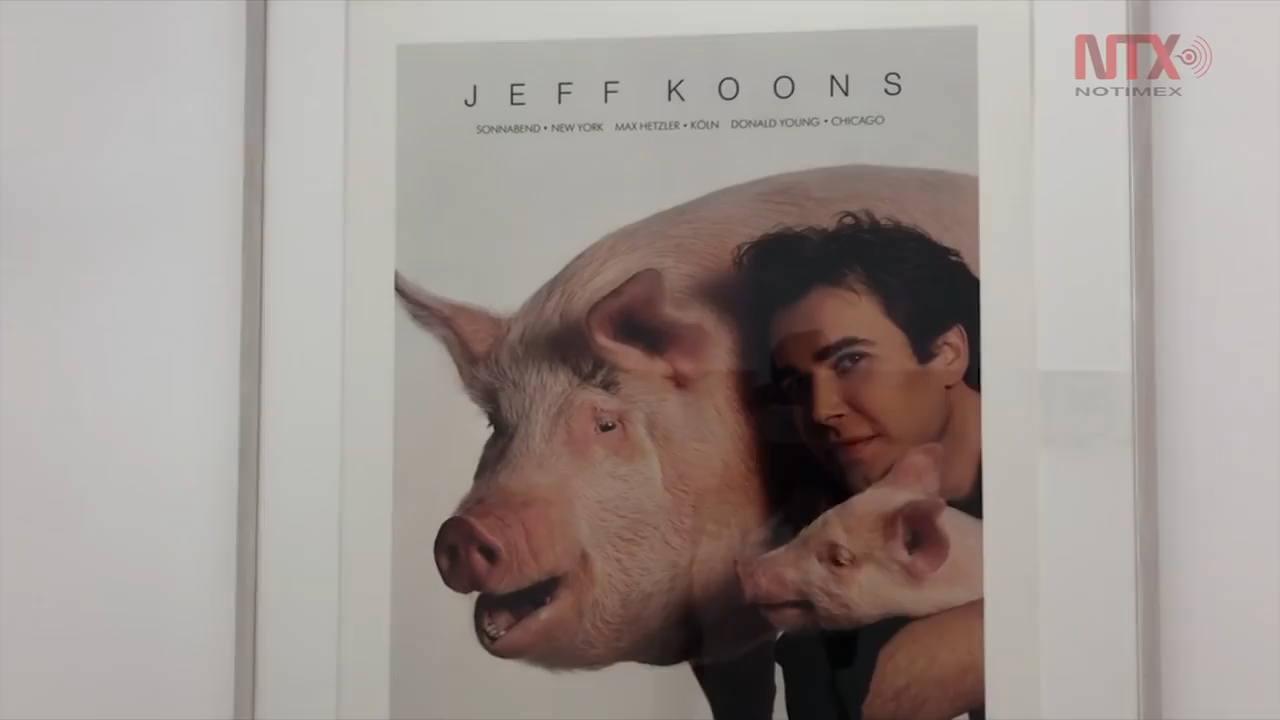 JEFF KOONS
SONNABEND • NEW YORK MAX HETZLER • KÖLN DONALD YOUNG • CHICAGO
NTX
NOTIMEX